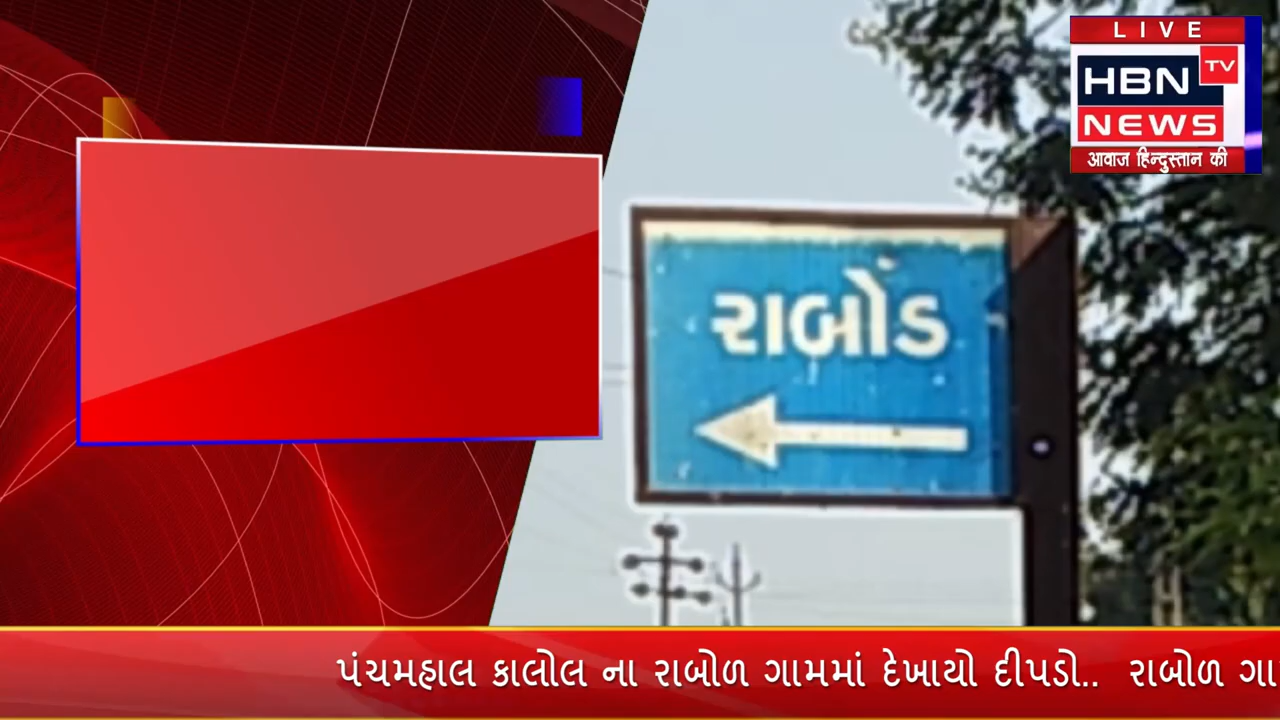 LIVE
HBN TV
NEWS
आवाज हिन्दुस्तान की
રાબોંડ
પંચમહાલ કાલોલ ના રાબોળ ગામમાં દેખાયો દીપડો.. રાબોળ ગા